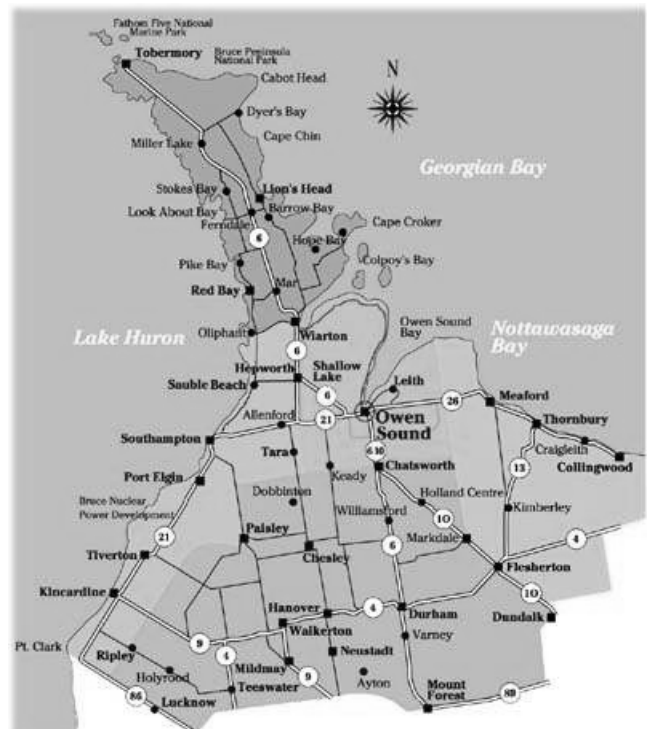 Fathom Five National
Marine Park
Tobermory
Bruce Peninsula
National Park
Cabot Head
N
Dyer's Bay
Cape Chin
Miller Lake
Georgian Bay
Stokes Bay
Lion's Head
Look About Bay
Barrow Bay
Ferndale
Cape Croker
6
Hope Bay
Pike Bay
Colpoy's Bay
Mar
Red Bay
Lake Huron
Oliphant
Wiarton
Owen Sound
Bay
Nottawasaga
Bay
6
Hepworth
Shallow
Lake
Sauble Beach
6
Leith
26
Meaford
Allenford
21
Owen
Sound
Thornbury
Southampton
Craigleith
Tara
6&10
Chatsworth
13
Collingwood
Port Elgin
Keady
Dobbinton
Holland Centre
Bruce Nuclear
Power Development
Williamsford
10
Kimberley
Paisley
21
Markdale
4
Tiverton
Chesley
6
Flesherton
Kincardine
10
Hanover
4
Durham
Dundalk
9
Walkerton
Varney
Pt. Clark
Ripley
4
Mildmay
Neustadt
Holyrood
9
Ayton
Teeswater
Mount
Forest
86
Lucknow
89